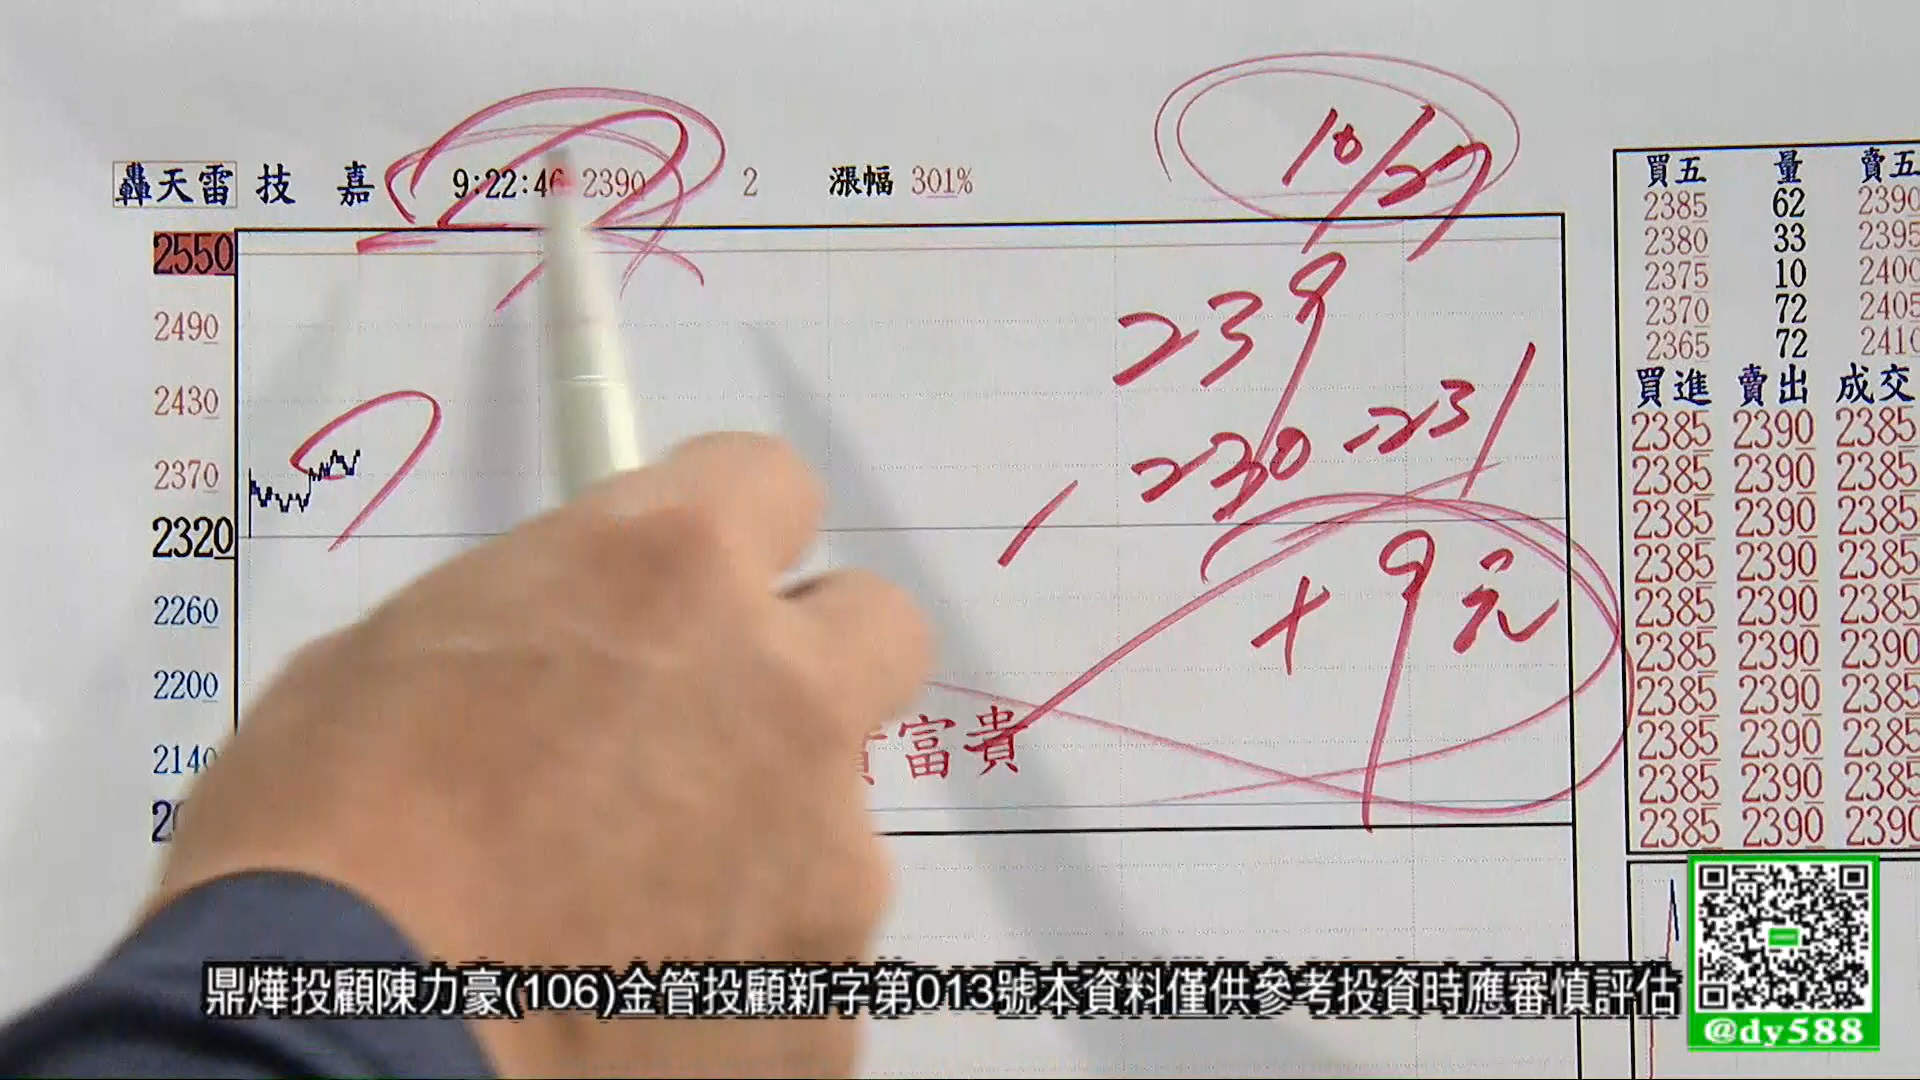 轟天雷 技 嘉 9:22:46 2390 2 漲幅 301%
10/27
2550
2490
2430
2370
2320
2260
2200
2140
239
230 231
+9元
富貴
買五 量 賣五
2385 62 2390
2380 33 2395
2375 10 2400
2370 72 2405
2365 72 2410
買進 賣出 成交
2385 2390 2385
2385 2390 2385
2385 2390 2385
2385 2390 2385
2385 2390 2385
2385 2390 2390
2385 2390 2385
2385 2390 2385
2385 2390 2385
2385 2390 2390
鼎燁投顧陳力豪(106)金管投顧新字第013號本資料僅供參考投資時應審慎評估
@dy588